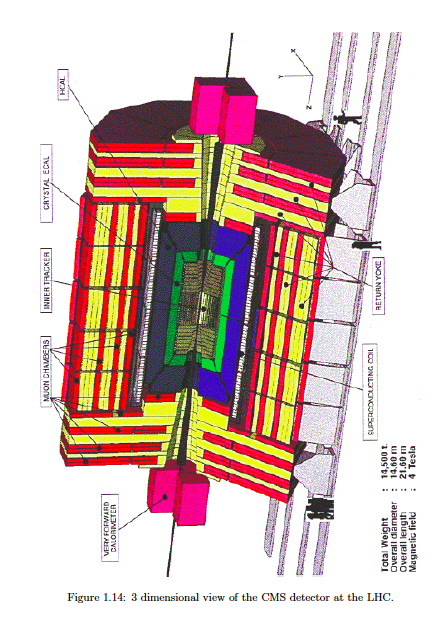 MUON CHAMBERS
INNER TRACKER
CRYSTAL ECAL
HCAL
VERY FORWARD
CALORIMETER
SUPERCONDUCTING COIL
RETURN YOKE
X
Y
Z
Total Weight : 14,500 t.
Overall diameter : 14.60 m
Overall length : 21.60 m
Magnetic field : 4 Tesla
Figure 1.14: 3 dimensional view of the CMS detector at the LHC.